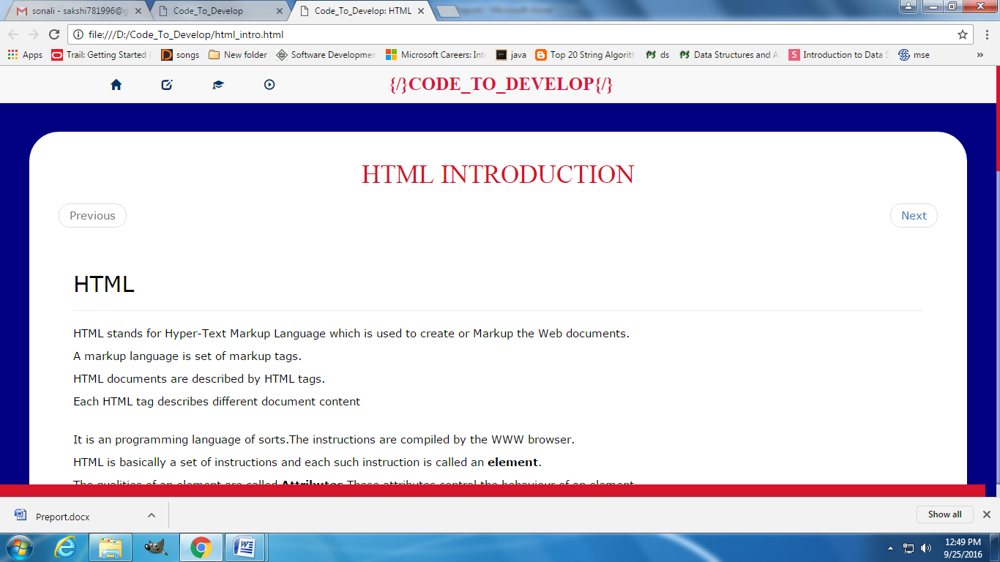 sonali - sakshi781996@g
Code_To_Develop
Code_To_Develop: HTML
file:///D:/Code_To_Develop/html_intro.html
Apps
Trail: Getting Started
songs
New folder
Software Developmen
Microsoft Careers: Int
java
Top 20 String Algorith
ds
Data Structures and A
Introduction to Data S
mse
{/}CODE_TO_DEVELOP{/}
HTML INTRODUCTION
Previous
Next
HTML
HTML stands for Hyper-Text Markup Language which is used to create or Markup the Web documents.
A markup language is set of markup tags.
HTML documents are described by HTML tags.
Each HTML tag describes different document content
It is an programming language of sorts.The instructions are compiled by the WWW browser.
HTML is basically a set of instructions and each such instruction is called an element.
The qualities of an element are called Attributes.These attributes control the behaviour of an element
Preport.docx
Show all
12:49 PM
9/25/2016